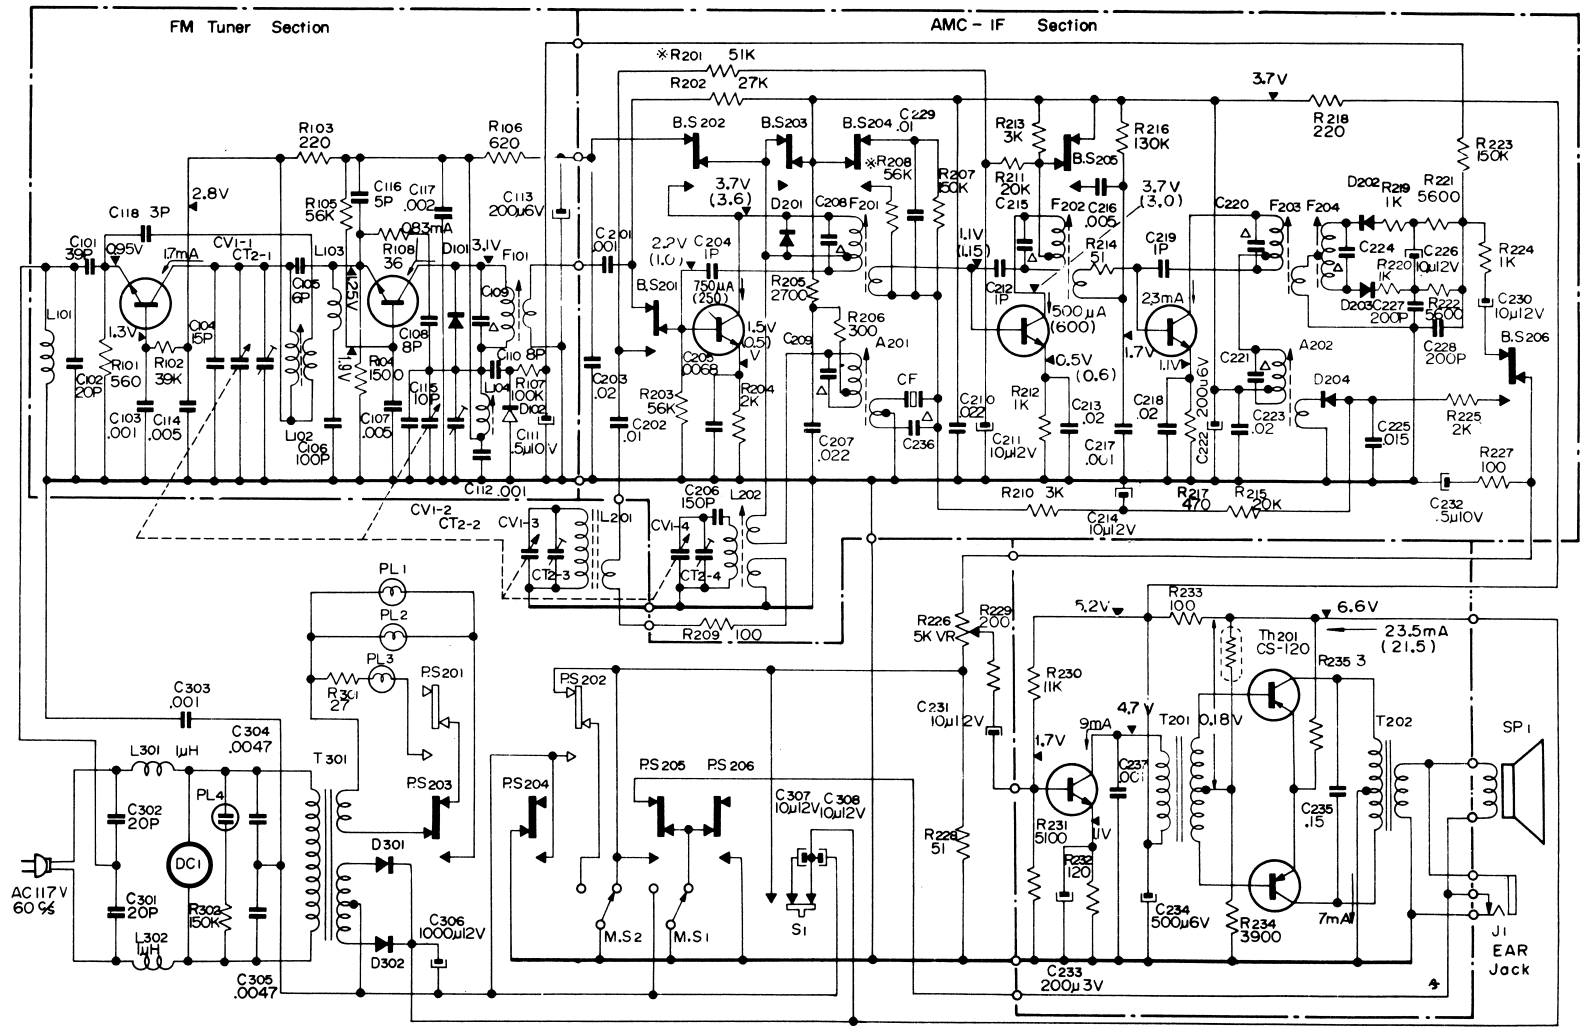 FM Tuner Section
AMC - IF Section
※R201 51K
R202 27K
3.7V
R103
220
R106
620
B.S202
B.S203
B.S204
C229
.01
R213
3K
B.S205
R216
130K
R218
220
R223
150K
2.8V
C118 3P
R105
56K
C116
5P
C117
.002
C113
200μ6V
0.83mA
3.7V
(3.6)
※R208
56K
R207
150K
R211
20K
3.7V
(3.0)
D202
R219
1K
R221
5600
C101
39P
0.95V
1.7mA
CV1-1
CT2-1
L103
R108
36
D101
3.1V
F101
C201
.001
2.2V
(1.0)
C204
1P
D201
C208
F201
1.1V
(1.15)
C215
F202
C216
.005
R214
51
C219
1P
C220
F203
F204
C224
C226
10μ12V
R224
1K
C105
6P
1.25V
C109
B.S201
750μA
(250)
R205
2700
C212
1P
500μA
(600)
2.3mA
R220
1K
D203
C227
200P
R222
5600
C230
10μ12V
L101
1.3V
C104
15P
C108
8P
1.5V
(0.5)
V
R206
300
C209
A201
0.5V
(0.6)
1.7V
1.1V
C228
200P
B.S206
C102
20P
R101
560
R102
39K
1.9V
R104
1500
C110 8P
R107
100K
C115
10P
L104
D102
C203
.02
C205
.0068
R203
56K
R204
2K
CF
R212
1K
200μ6V
C222
C221
A202
D204
C103
.001
C114
.005
L102
C106
100P
C107
.005
C111
.5μ10V
C202
.01
C207
.022
C236
C210
.022
C211
10μ12V
C213
.02
C217
.001
C218
.02
C223
.02
C225
.015
R225
2K
R227
100
C112 .001
C206
150P
L202
R210 3K
R217
470
R215
20K
C232
.5μ10V
CV1-2
CT2-2
CV1-3
L201
CV1-4
C214
10μ12V
CT2-3
CT2-4
PL1
PL2
PL3
R209 100
R226
5K VR
R229
200
5.2V
R233
100
6.6V
Th201
CS-120
23.5mA
(21.5)
R301
27
P.S201
P.S202
R230
11K
R235 3
C303
.001
C304
.0047
C231
10μ12V
9mA
4.7V
T201
0.18V
T202
SP1
L301 1μH
T301
P.S203
P.S204
P.S205
P.S206
1.7V
C237
.001
C302
20P
PL4
C307
10μ12V
C308
10μ12V
C235
.15
R228
51
R231
5100
1.1V
AC117V
60 c/s
DC1
D301
R232
120
C301
20P
R302
150K
C306
1000μ12V
S1
C234
500μ6V
R234
3900
7mA
L302
1μH
D302
M.S2
M.S1
J1
EAR
Jack
C305
.0047
C233
200μ3V